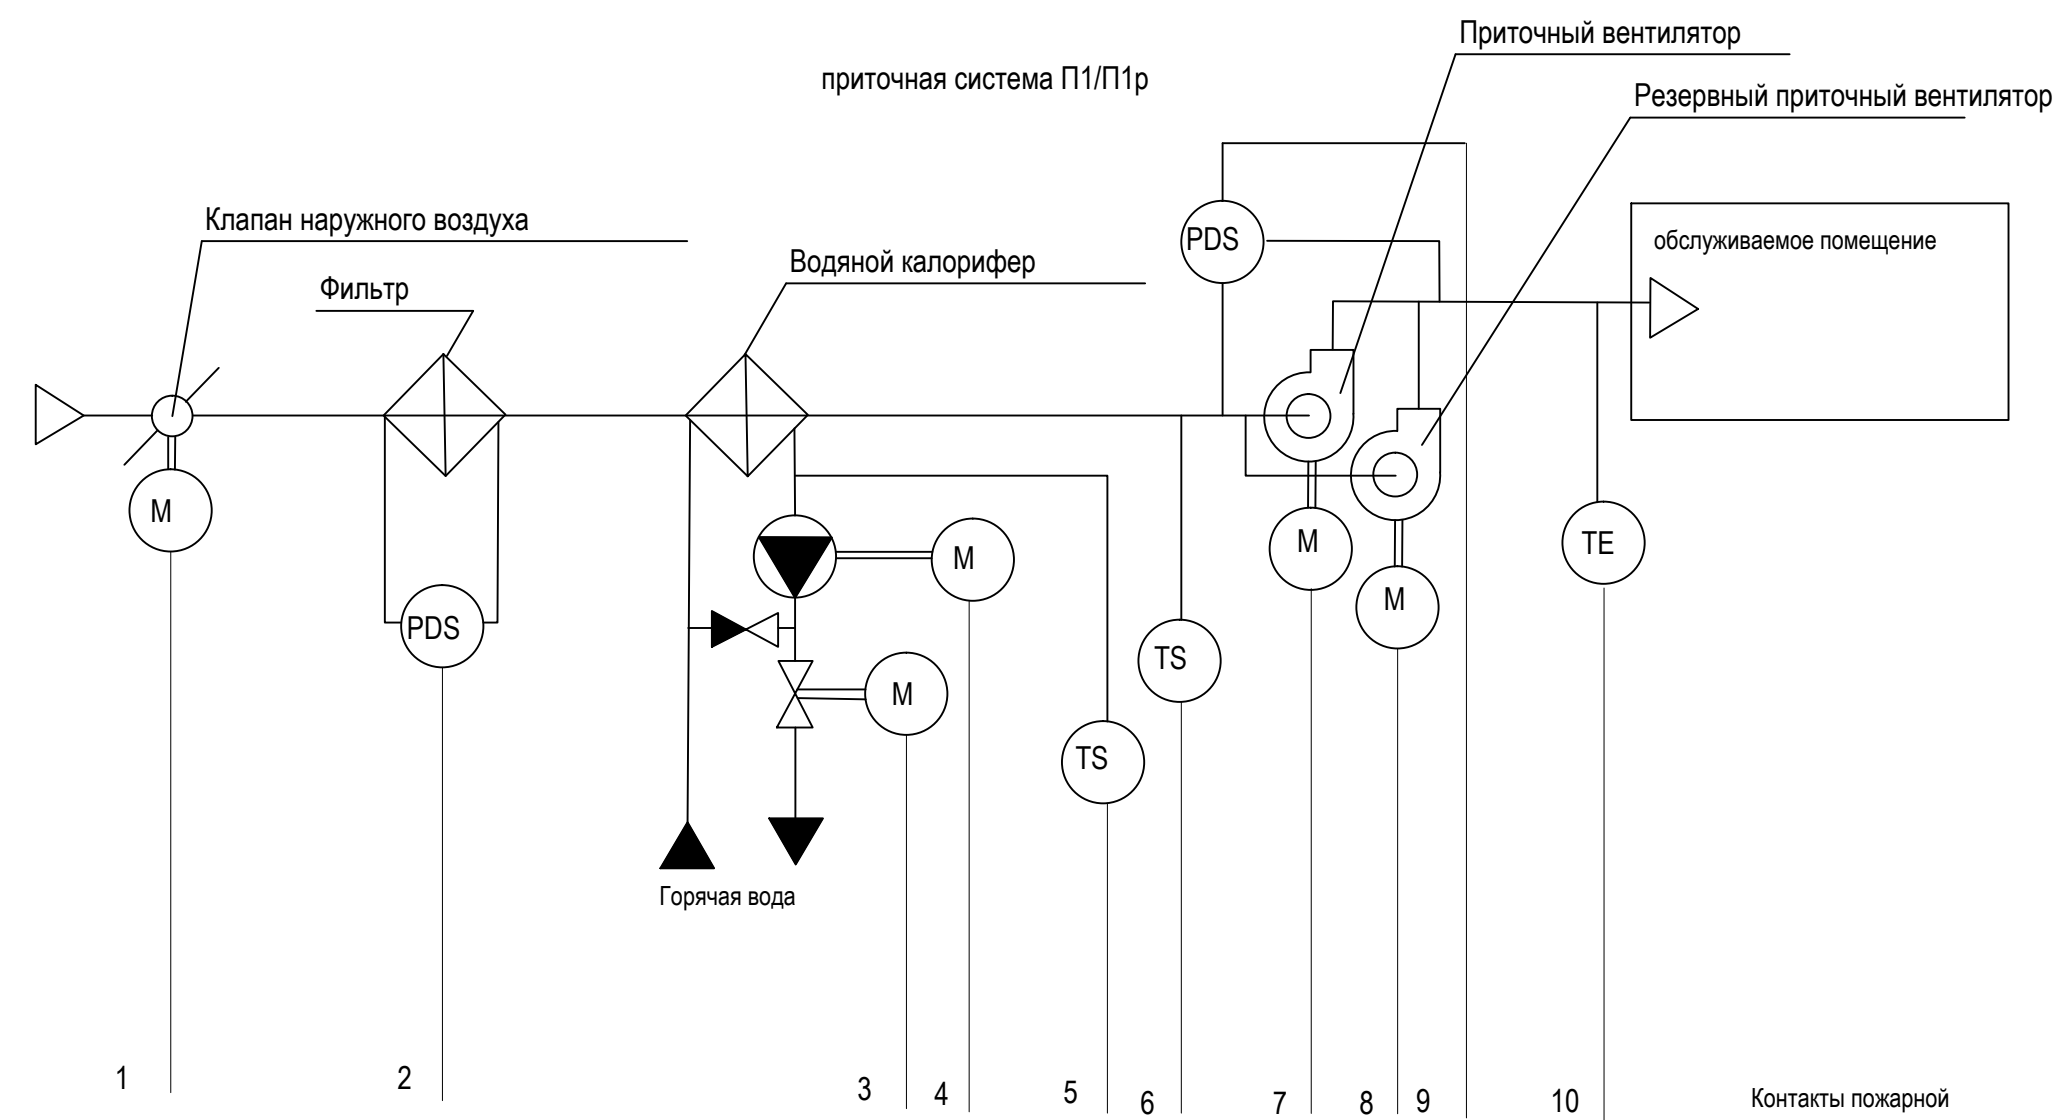 Приточный вентилятор
приточная система П1/П1р
Резервный приточный вентилятор
Клапан наружного воздуха
PDS
обслуживаемое помещение
Водяной калорифер
Фильтр
M
M
TE
M
M
PDS
TS
M
TS
Горячая вода
1
2
3
4
5
6
7
8
9
10
Контакты пожарной